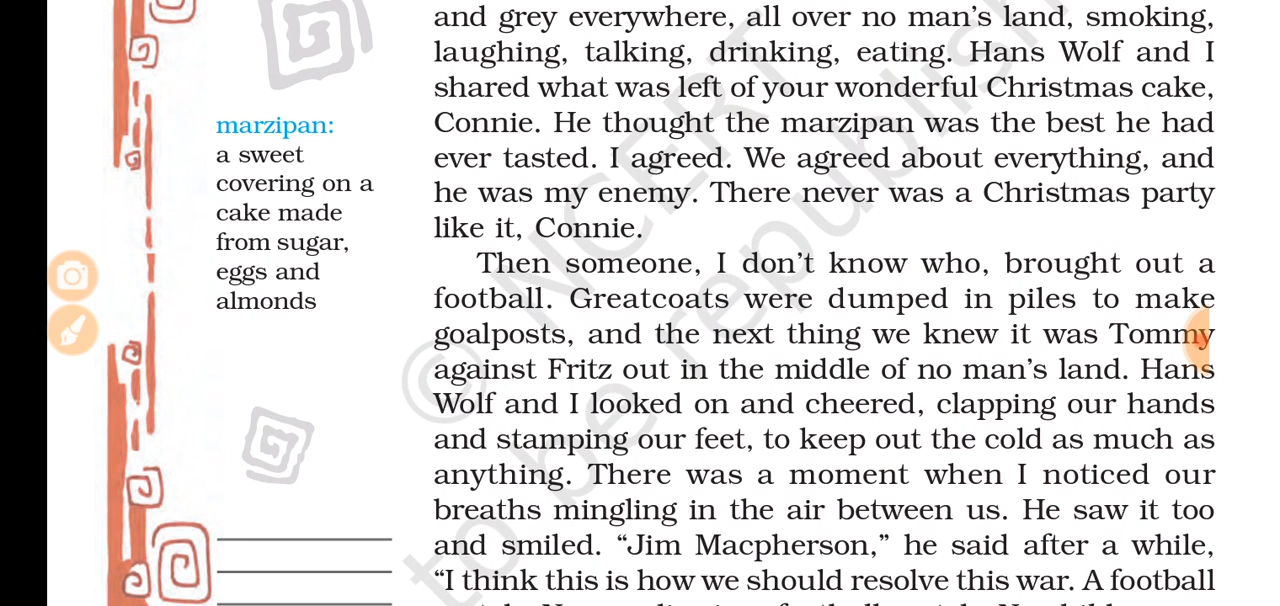 and grey everywhere, all over no man's land, smoking,
laughing, talking, drinking, eating. Hans Wolf and I
shared what was left of your wonderful Christmas cake,
Connie. He thought the marzipan was the best he had
ever tasted. I agreed. We agreed about everything, and
he was my enemy. There never was a Christmas party
like it, Connie.
Then someone, I don't know who, brought out a
football. Greatcoats were dumped in piles to make
goalposts, and the next thing we knew it was Tommy
against Fritz out in the middle of no man's land. Hans
Wolf and I looked on and cheered, clapping our hands
and stamping our feet, to keep out the cold as much as
anything. There was a moment when I noticed our
breaths mingling in the air between us. He saw it too
and smiled. “Jim Macpherson,” he said after a while,
“I think this is how we should resolve this war. A football
marzipan:
a sweet
covering on a
cake made
from sugar,
eggs and
almonds
© NCERT
to be republish